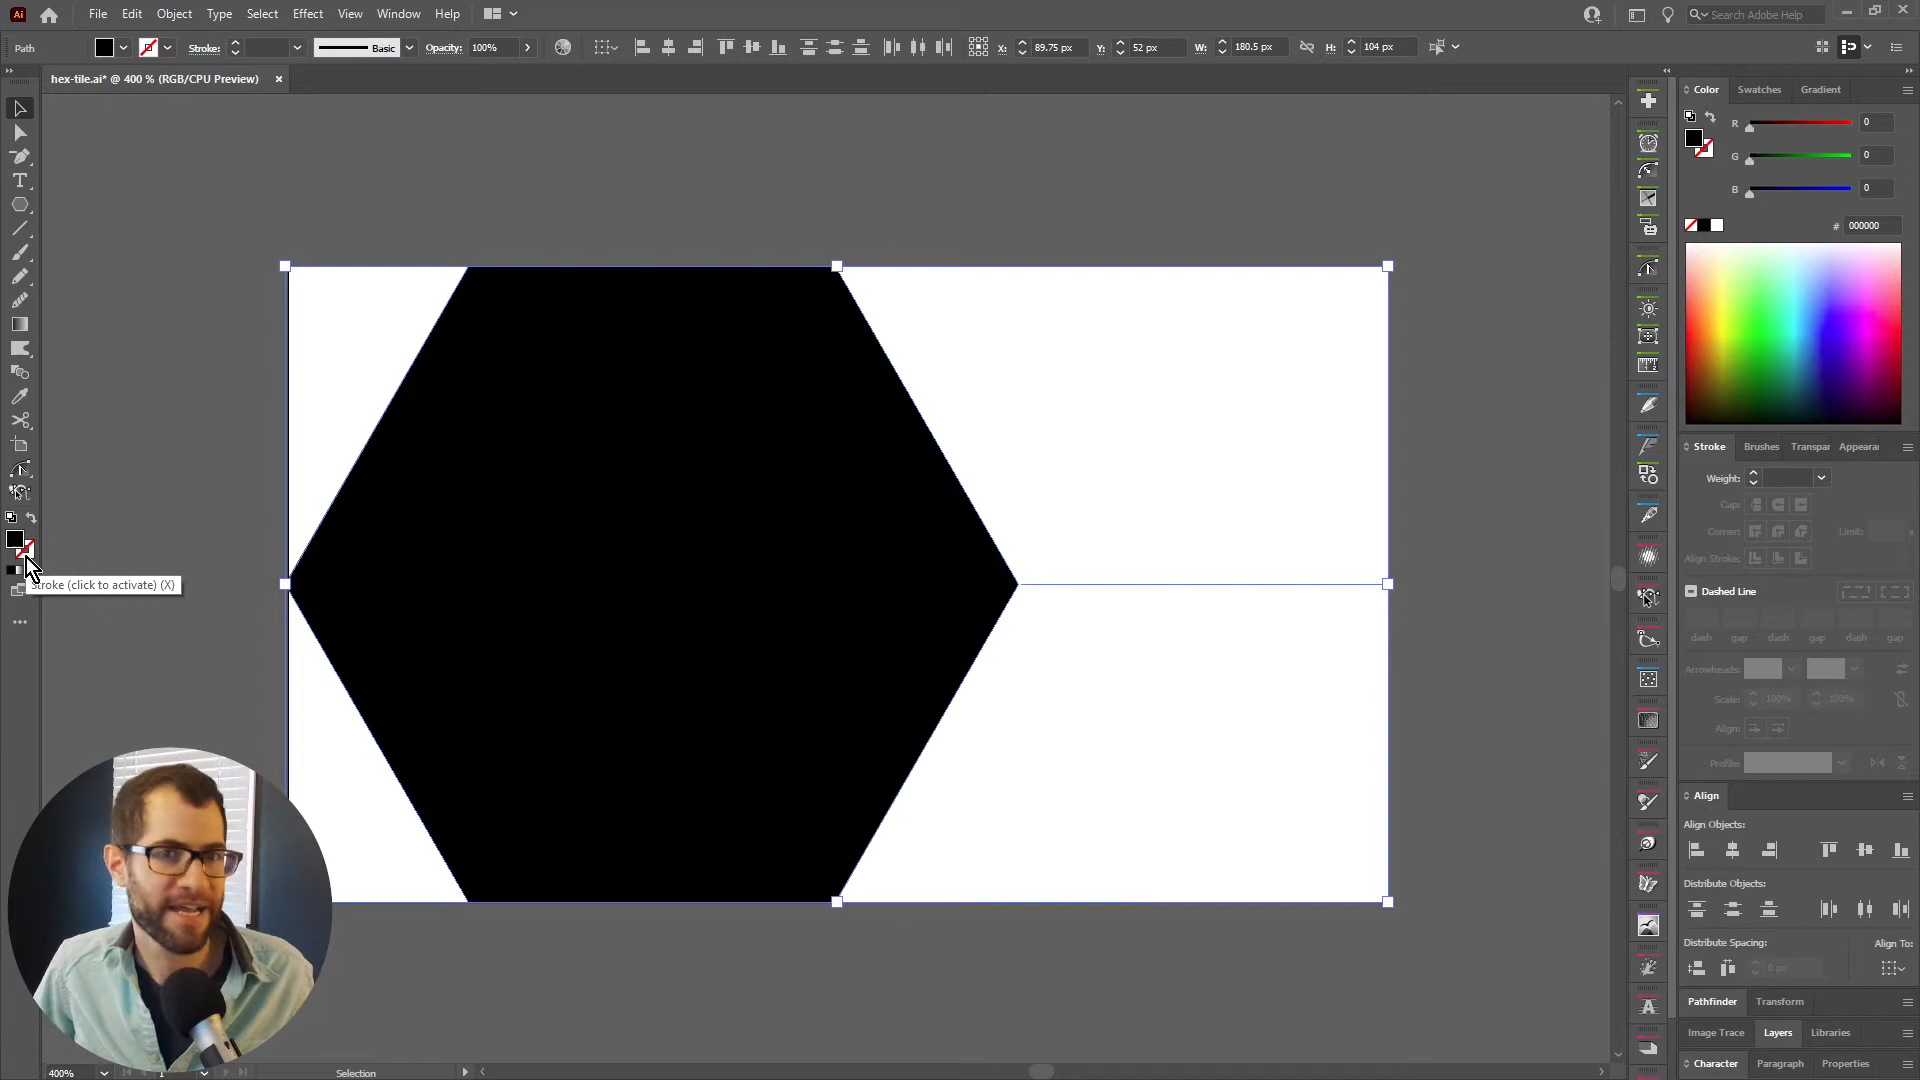 Ai File Edit Object Type Select Effect View Window Help Search Adobe Help
Path Stroke: Basic Opacity: 100% X: 89.75 px Y: 52 px W: 180.5 px H: 104 px
hex-tile.ai* @ 400 % (RGB/CPU Preview) ×
Color Swatches Gradient
R 0
G 0
B 0
# 000000
Stroke Brushes Transpar Appearar
Weight:
Cap:
Corner: Limit: x
Align Stroke:
Dashed Line
dash gap dash gap dash gap
Arrowheads:
Scale: 100% 100%
Align:
Profile:
Stroke (click to activate) (X)
Align
Align Objects:
Distribute Objects:
Distribute Spacing: Align To:
0 px
Pathfinder Transform
Image Trace Layers Libraries
Character Paragraph Properties
400% 1 Selection